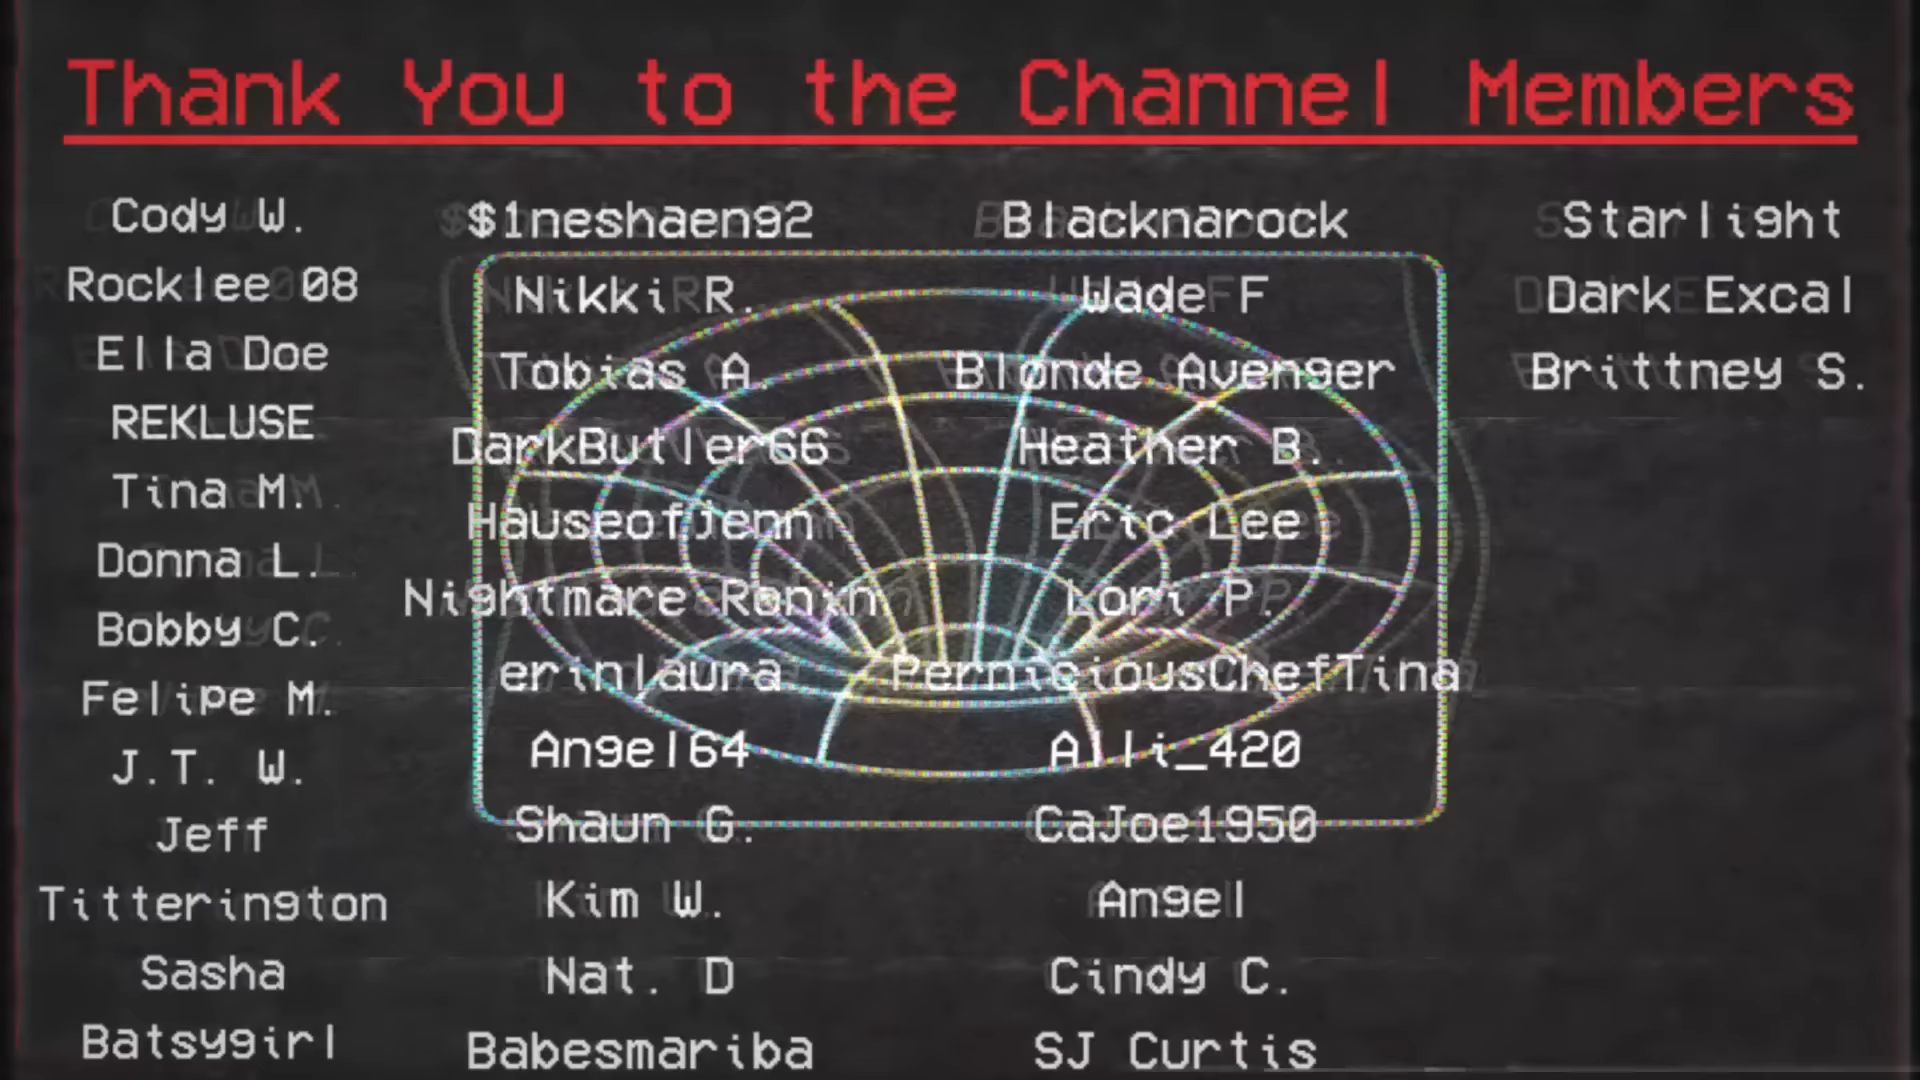 Thank You to the Channel Members
Cody W.
Rocklee 08
Ella Doe
REKLUSE
Tina M.
Donna L.
Bobby C.
Felipe M.
J.T. W.
Jeff
Titterington
Sasha
Batsygirl
$$1neshaen92
Nikki R.
Tobias A.
DarkButler66
Hauseofjenn
Nightmare Ronin
erinlaura
Angel64
Shaun G.
Kim W.
Nat. D
Babesmariba
Blacknarock
Wade F
Blonde Avenger
Heather B.
Eric Lee
Lori P.
PerniciousChefTina
Alli_420
CaJoe1950
Angel
Cindy C.
SJ Curtis
Starlight
Dark Excal
Brittney S.